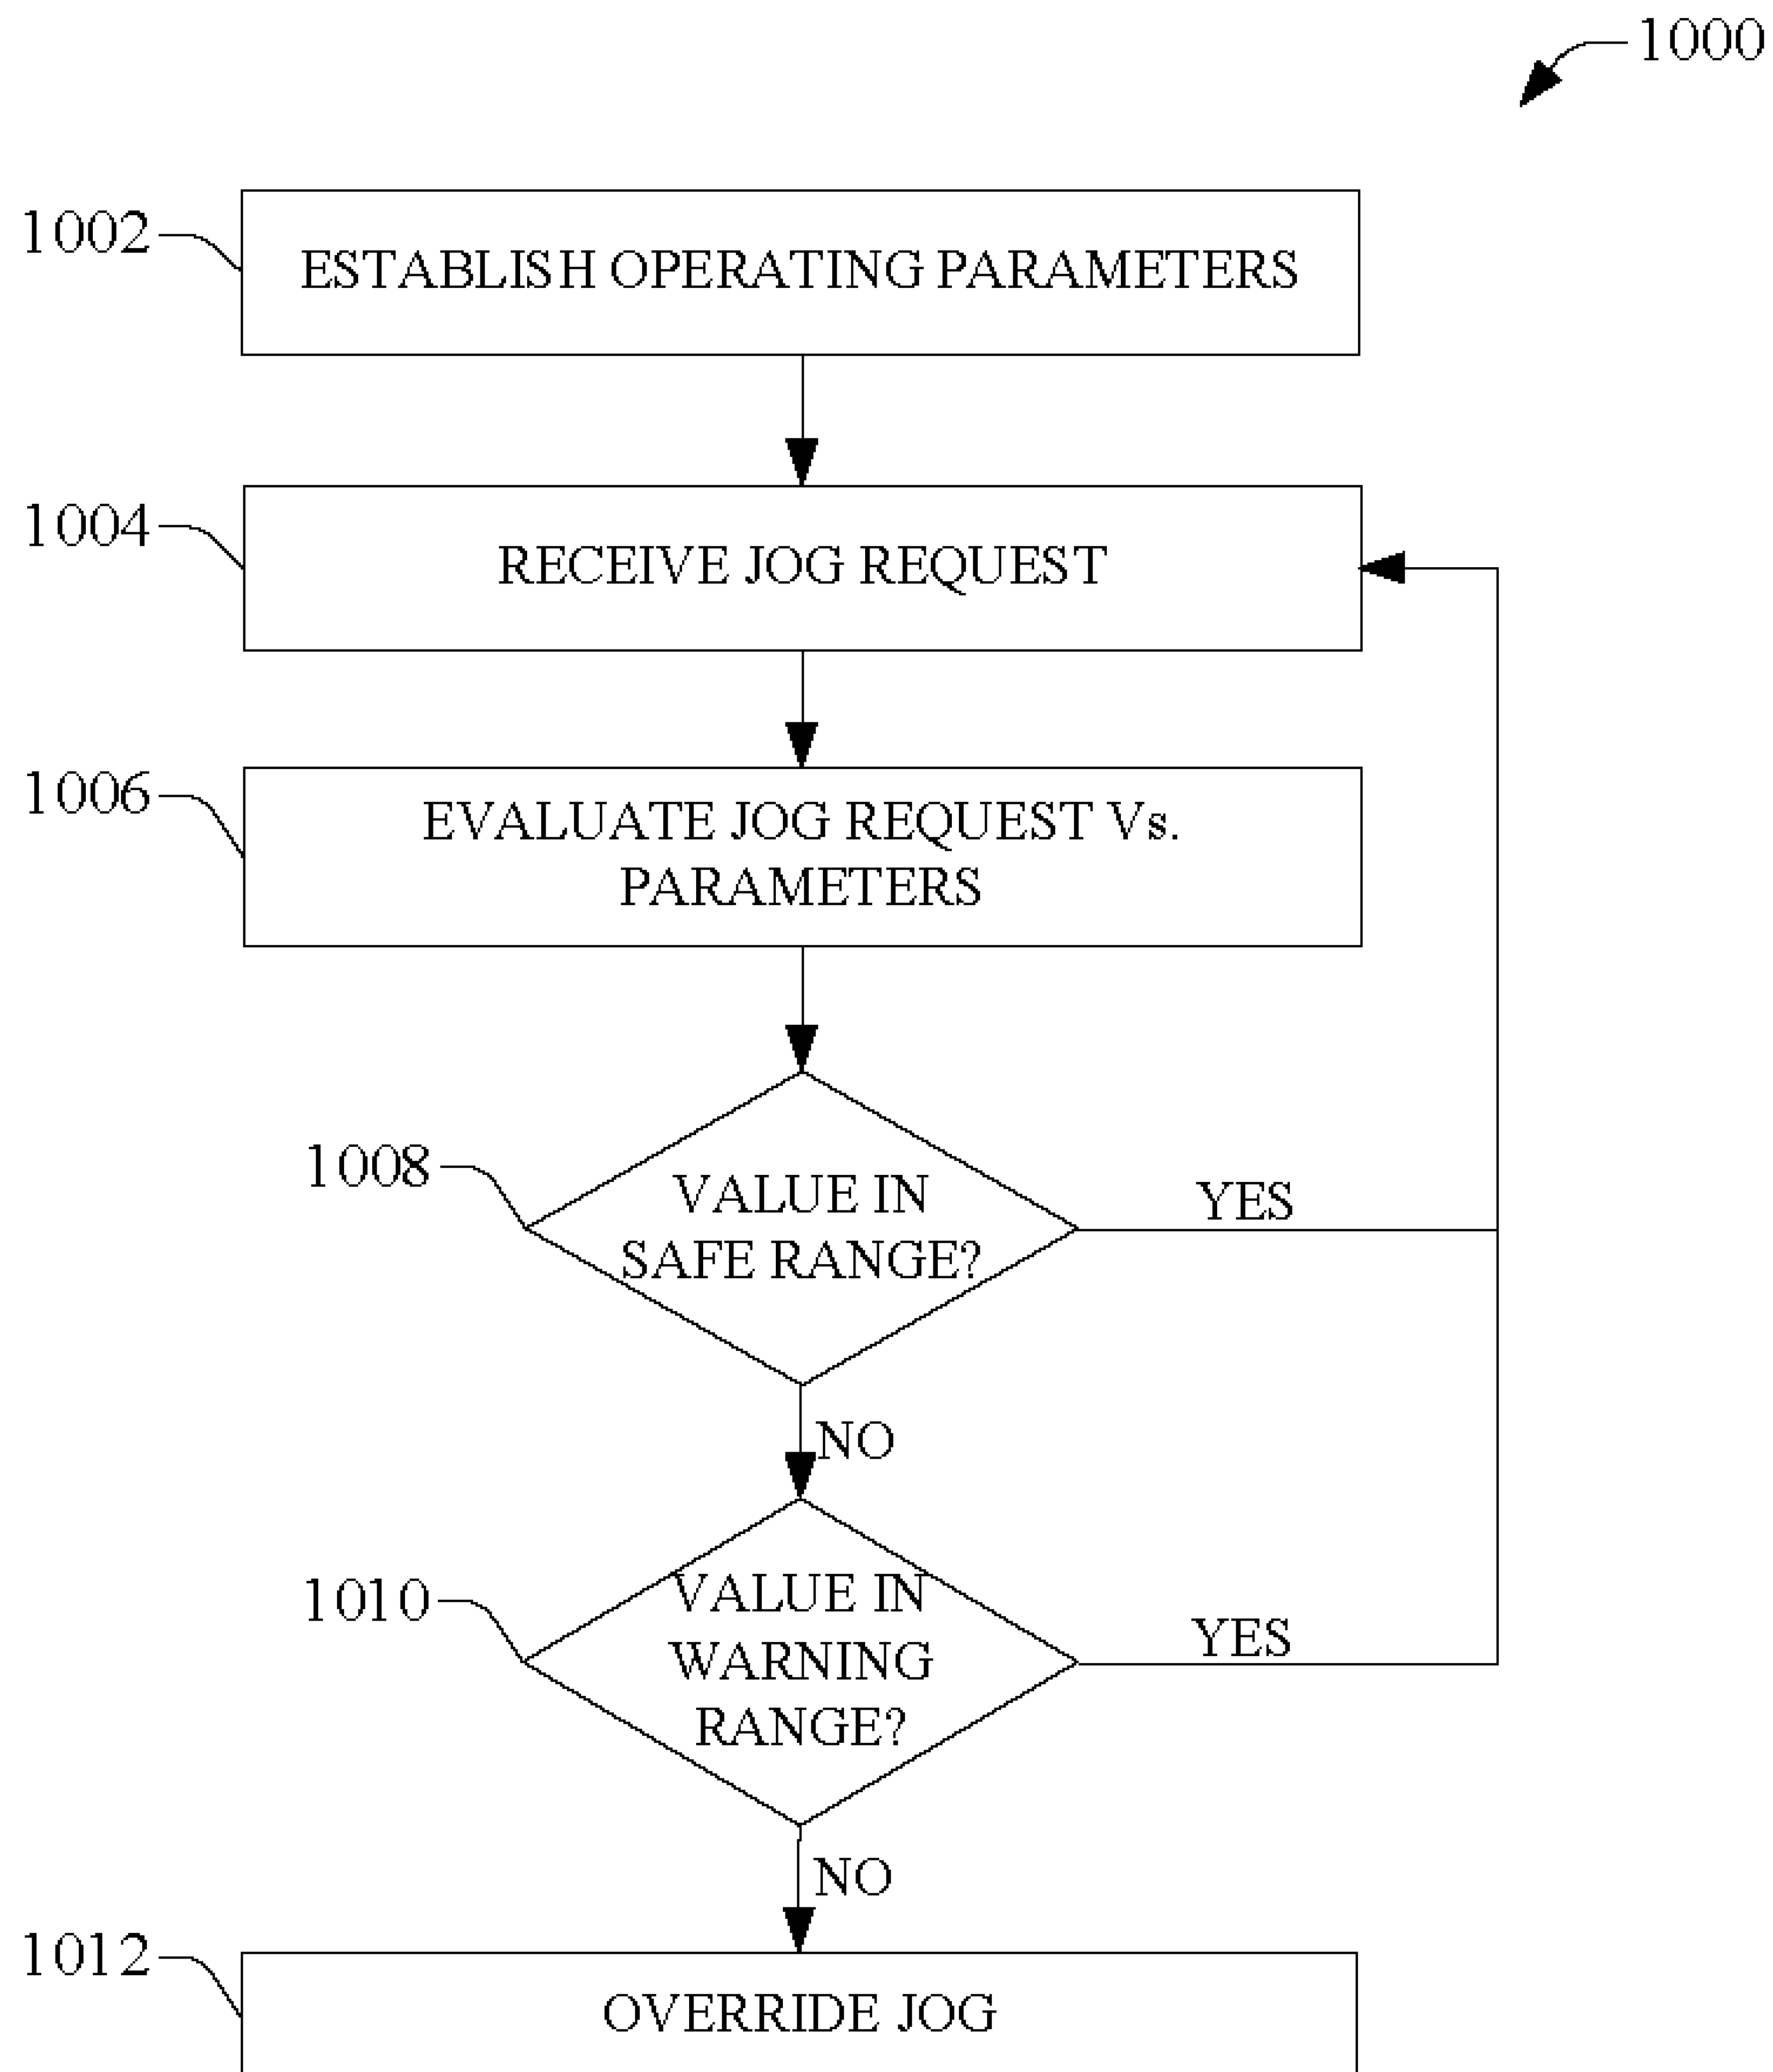 1000
1002
ESTABLISH OPERATING PARAMETERS
1004
RECEIVE JOG REQUEST
1006
EVALUATE JOG REQUEST Vs.
PARAMETERS
1008
VALUE IN
SAFE RANGE?
YES
NO
1010
VALUE IN
WARNING
RANGE?
YES
NO
1012
OVERRIDE JOG